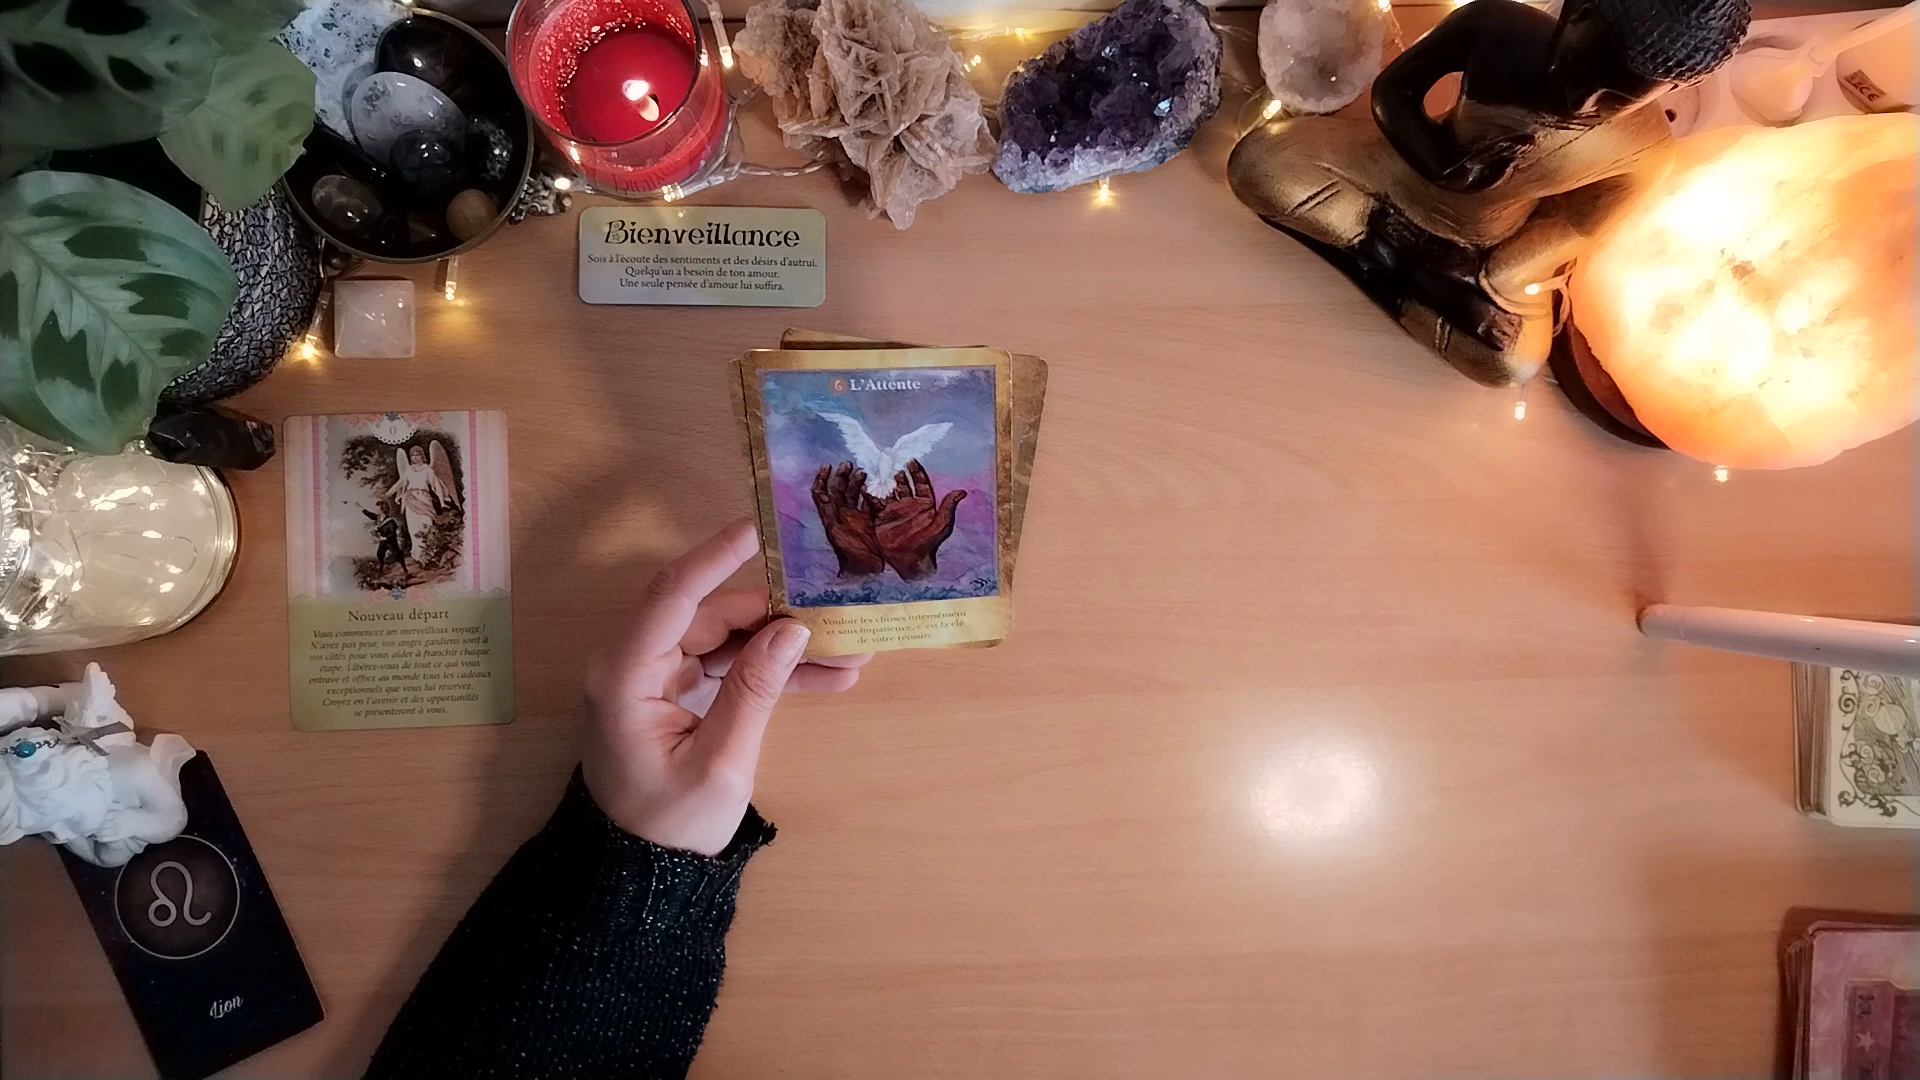 Bienveillance
Sois à l'écoute des sentiments et des désirs d'autrui.
Quelqu'un a besoin de ton amour.
Une seule pensée d'amour lui suffira.
6 L'Attente
Vouloir les choses intensément
et sans impatience, c'est la clé
de votre réussite
0
Nouveau départ
Vous commencez un merveilleux voyage !
N'ayez pas peur, vos anges gardiens sont à
vos côtés pour vous aider à franchir chaque
étape. Libérez-vous de tout ce qui vous
entrave et offrez au monde tous les cadeaux
exceptionnels que vous lui réservez.
Croyez en l'avenir et des opportunités
se présenteront à vous.
Lion